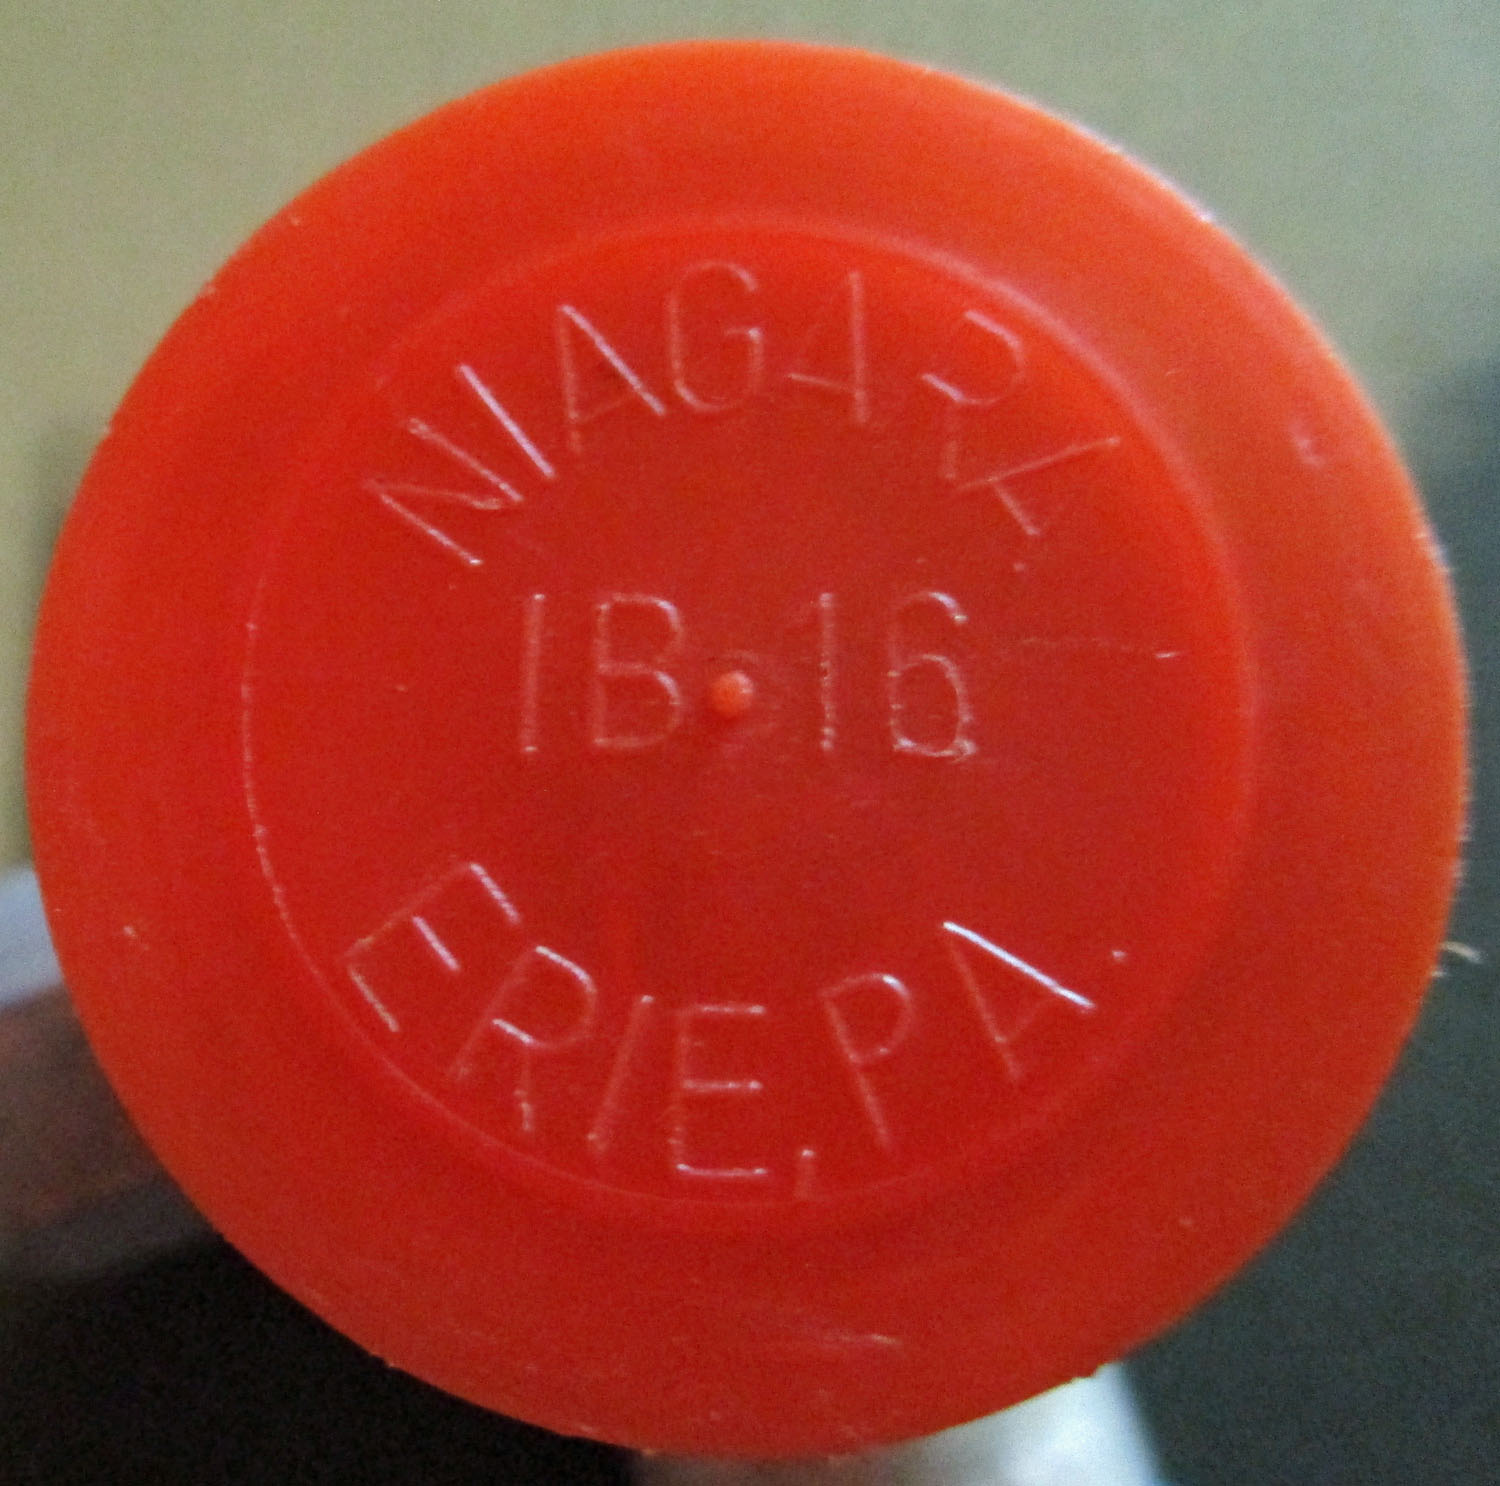 NIAGARA
IB·16
ERIE, PA.